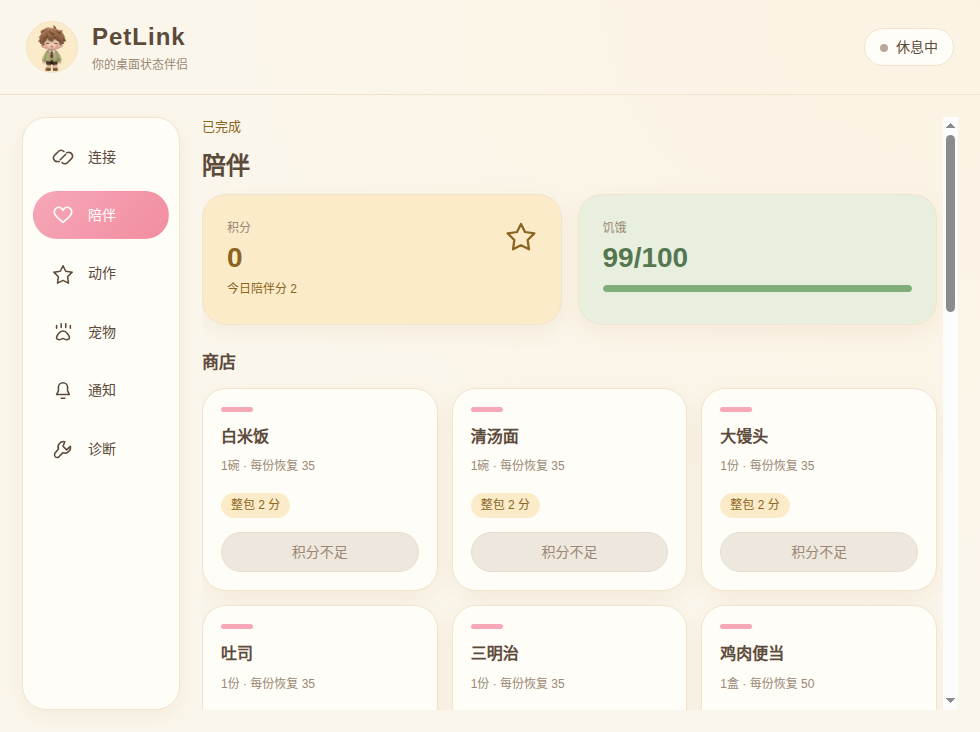 PetLink
你的桌面状态伴侣
休息中
连接
陪伴
动作
宠物
通知
诊断
已完成
陪伴
积分
0
今日陪伴分 2
饥饿
99/100
商店
白米饭
1碗 · 每份恢复 35
整包 2 分
积分不足
清汤面
1碗 · 每份恢复 35
整包 2 分
积分不足
大馒头
1份 · 每份恢复 35
整包 2 分
积分不足
吐司
1份 · 每份恢复 35
三明治
1份 · 每份恢复 35
鸡肉便当
1盒 · 每份恢复 50